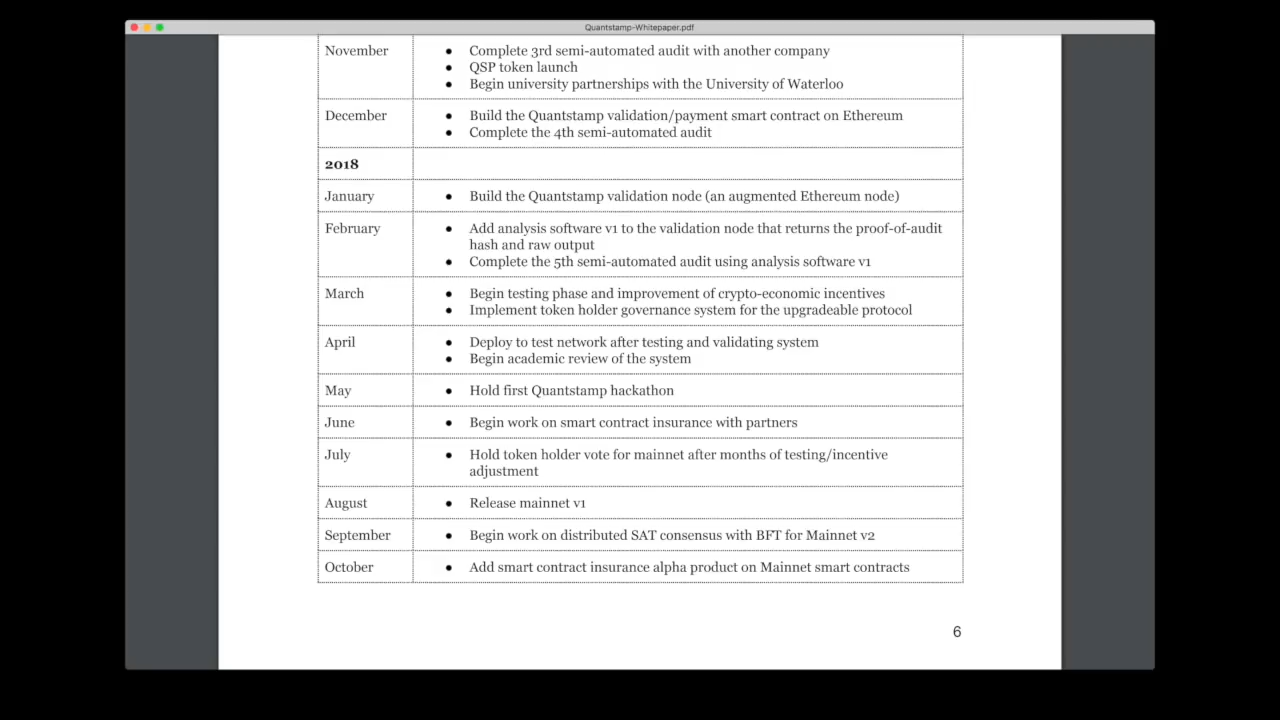 Quantstamp-Whitepaper.pdf
November
● Complete 3rd semi-automated audit with another company
● QSP token launch
● Begin university partnerships with the University of Waterloo
December
● Build the Quantstamp validation/payment smart contract on Ethereum
● Complete the 4th semi-automated audit
2018
January
● Build the Quantstamp validation node (an augmented Ethereum node)
February
● Add analysis software v1 to the validation node that returns the proof-of-audit
hash and raw output
● Complete the 5th semi-automated audit using analysis software v1
March
● Begin testing phase and improvement of crypto-economic incentives
● Implement token holder governance system for the upgradeable protocol
April
● Deploy to test network after testing and validating system
● Begin academic review of the system
May
● Hold first Quantstamp hackathon
June
● Begin work on smart contract insurance with partners
July
● Hold token holder vote for mainnet after months of testing/incentive
adjustment
August
● Release mainnet v1
September
● Begin work on distributed SAT consensus with BFT for Mainnet v2
October
● Add smart contract insurance alpha product on Mainnet smart contracts
6